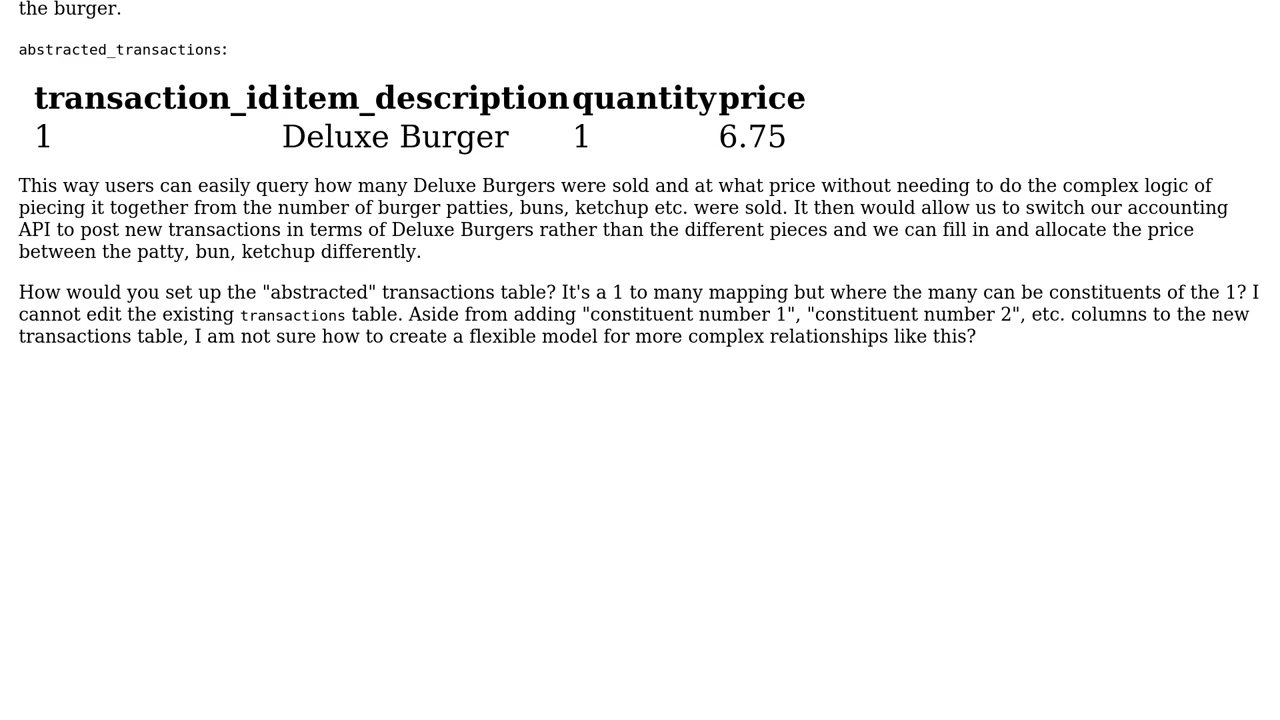 the burger.
abstracted_transactions:
transaction_id item_description quantity price
1 Deluxe Burger 1 6.75
This way users can easily query how many Deluxe Burgers were sold and at what price without needing to do the complex logic of
piecing it together from the number of burger patties, buns, ketchup etc. were sold. It then would allow us to switch our accounting
API to post new transactions in terms of Deluxe Burgers rather than the different pieces and we can fill in and allocate the price
between the patty, bun, ketchup differently.
How would you set up the "abstracted" transactions table? It's a 1 to many mapping but where the many can be constituents of the 1? I
cannot edit the existing transactions table. Aside from adding "constituent number 1", "constituent number 2", etc. columns to the new
transactions table, I am not sure how to create a flexible model for more complex relationships like this?